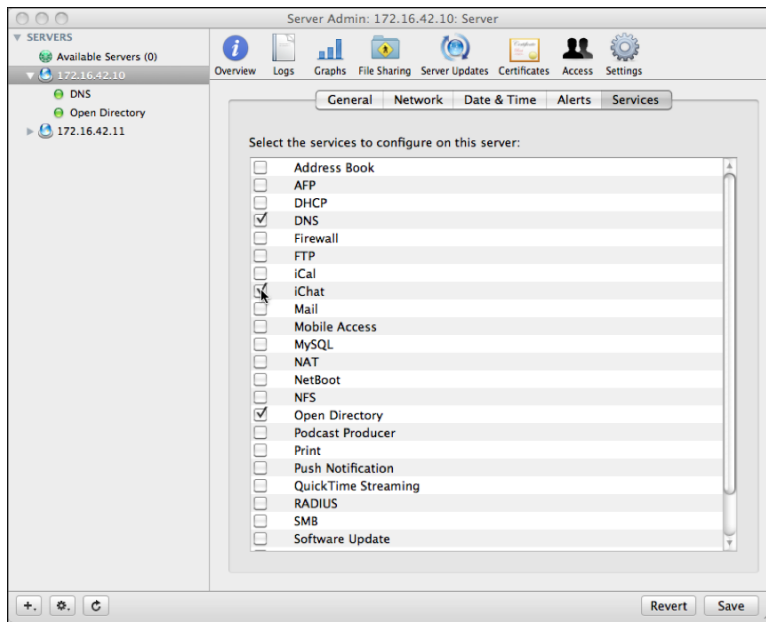 Server Admin: 172.16.42.10: Server
SERVERS
Available Servers (0)
172.16.42.10
DNS
Open Directory
172.16.42.11
Overview Logs Graphs File Sharing Server Updates Certificates Access Settings
General Network Date & Time Alerts Services
Select the services to configure on this server:
Address Book
AFP
DHCP
DNS
Firewall
FTP
iCal
iChat
Mail
Mobile Access
MySQL
NAT
NetBoot
NFS
Open Directory
Podcast Producer
Print
Push Notification
QuickTime Streaming
RADIUS
SMB
Software Update
Revert Save